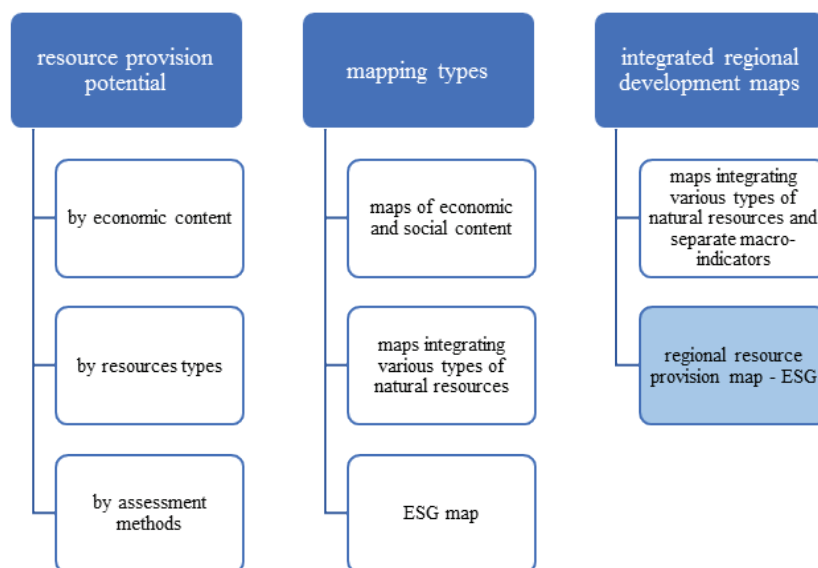 resource provision
potential
by economic content
by resources types
by assessment
methods
mapping types
maps of economic
and social content
maps integrating
various types of
natural resources
ESG map
integrated regional
development maps
maps integrating
various types of
natural resources and
separate macro-
indicators
regional resource
provision map - ESG